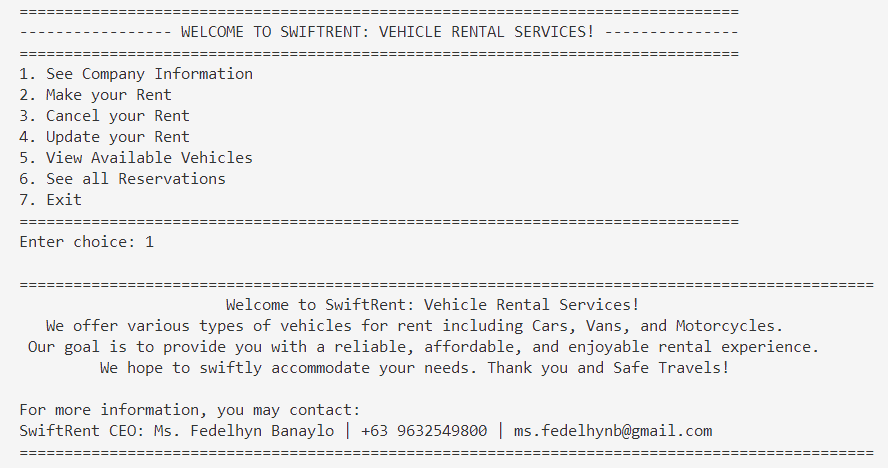 ================================================================================
----------------- WELCOME TO SWIFTRENT: VEHICLE RENTAL SERVICES! ---------------
================================================================================
1. See Company Information
2. Make your Rent
3. Cancel your Rent
4. Update your Rent
5. View Available Vehicles
6. See all Reservations
7. Exit
================================================================================
Enter choice: 1
===============================================================================================
Welcome to SwiftRent: Vehicle Rental Services!
We offer various types of vehicles for rent including Cars, Vans, and Motorcycles.
Our goal is to provide you with a reliable, affordable, and enjoyable rental experience.
We hope to swiftly accommodate your needs. Thank you and Safe Travels!
For more information, you may contact:
SwiftRent CEO: Ms. Fedelhyn Banaylo | +63 9632549800 | ms.fedelhynb@gmail.com
===============================================================================================